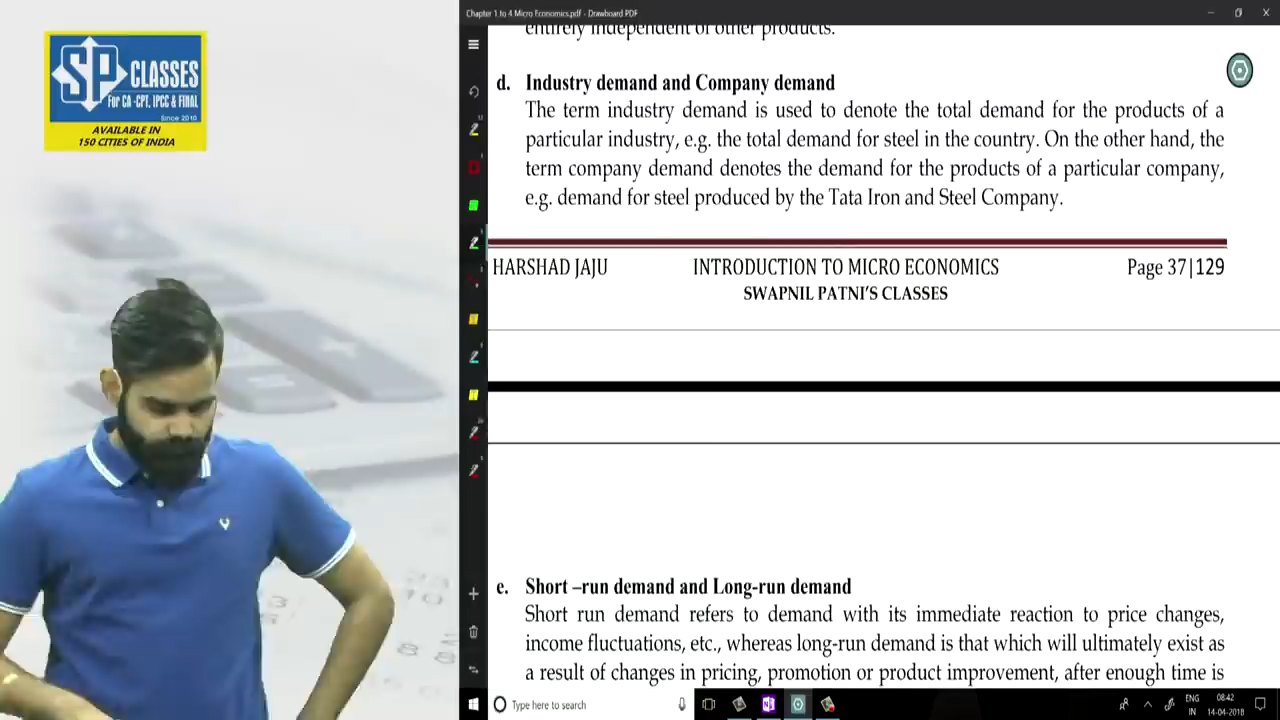 Chapter 1 to 4 Micro Economics.pdf - Drawboard PDF
entirely independent of other products.
SP CLASSES
For CA -CPT, IPCC & FINAL
Since 2010
AVAILABLE IN
150 CITIES OF INDIA
d. Industry demand and Company demand
The term industry demand is used to denote the total demand for the products of a
particular industry, e.g. the total demand for steel in the country. On the other hand, the
term company demand denotes the demand for the products of a particular company,
e.g. demand for steel produced by the Tata Iron and Steel Company.
HARSHAD JAJU INTRODUCTION TO MICRO ECONOMICS Page 37|129
SWAPNIL PATNI'S CLASSES
e. Short –run demand and Long-run demand
Short run demand refers to demand with its immediate reaction to price changes,
income fluctuations, etc., whereas long-run demand is that which will ultimately exist as
a result of changes in pricing, promotion or product improvement, after enough time is
Type here to search
ENG
IN
08:42
14-04-2018